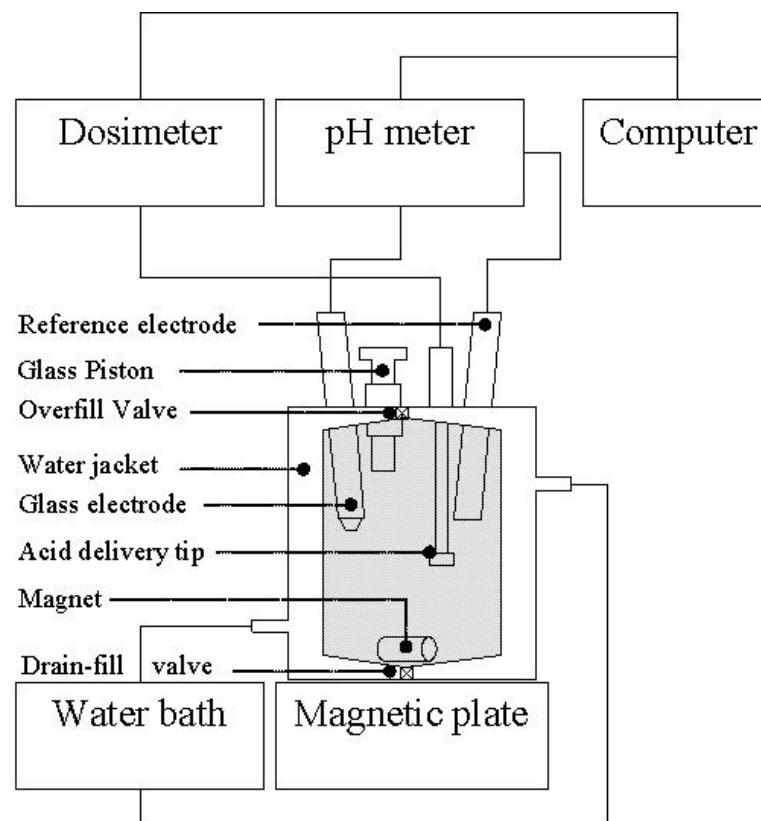 Dosimeter
pH meter
Computer
Reference electrode
Glass Piston
Overfill Valve
Water jacket
Glass electrode
Acid delivery tip
Magnet
Drain-fill valve
Water bath
Magnetic plate